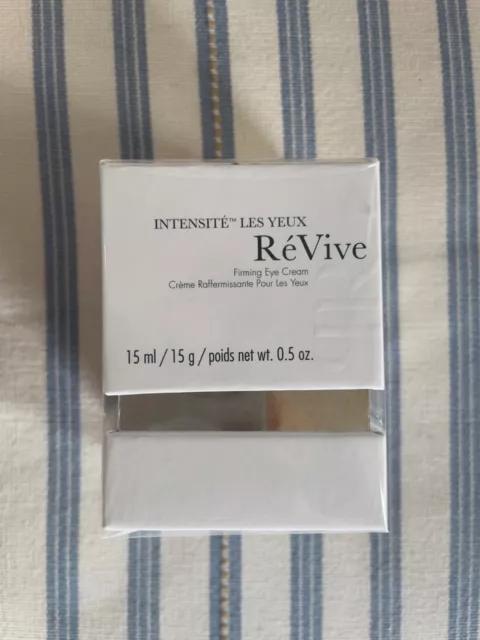 INTENSITÉ™ LES YEUX
RéVive
Firming Eye Cream
Crème Raffermissante Pour Les Yeux
15 ml / 15 g / poids net wt. 0.5 oz.